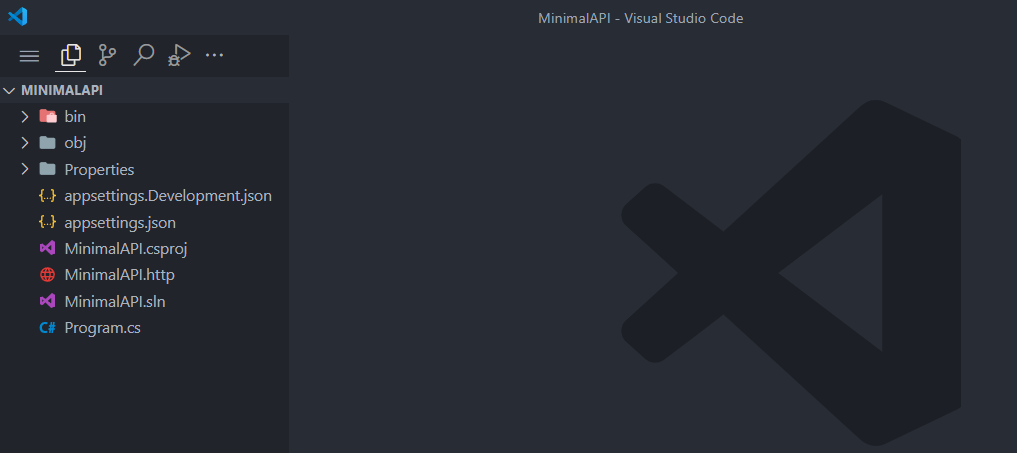 MinimalAPI - Visual Studio Code
MINIMALAPI
bin
obj
Properties
{..} appsettings.Development.json
{..} appsettings.json
MinimalAPI.csproj
MinimalAPI.http
MinimalAPI.sln
C# Program.cs